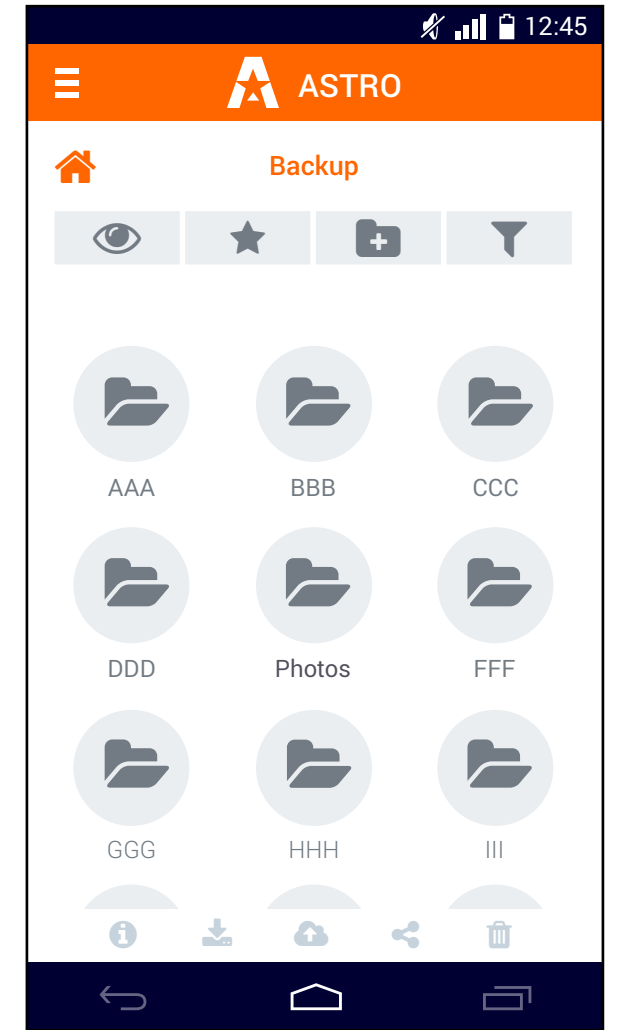 12:45
ASTRO
Backup
AAA BBB CCC
DDD Photos FFF
GGG HHH III